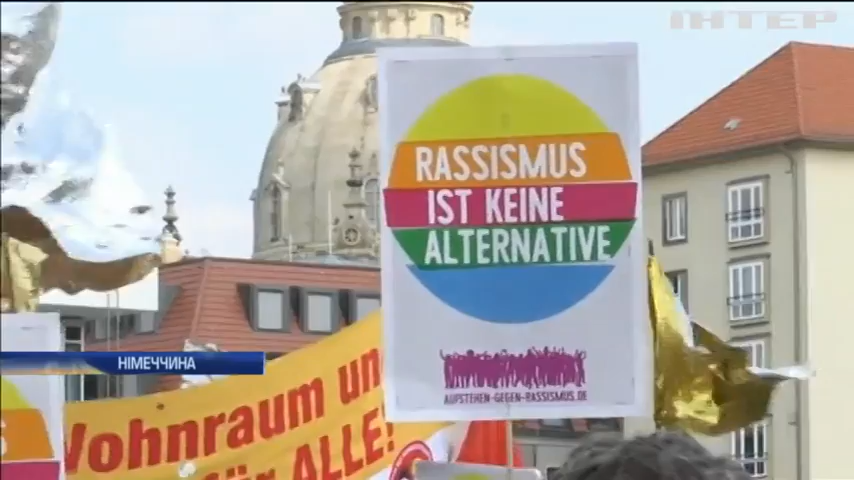 ІНТЕР
RASSISMUS
IST KEINE
ALTERNATIVE
AUFSTEHEN-GEGEN-RASSISMUS.DE
НІМЕЧЧИНА
Wohnraum un
für ALLE!
S